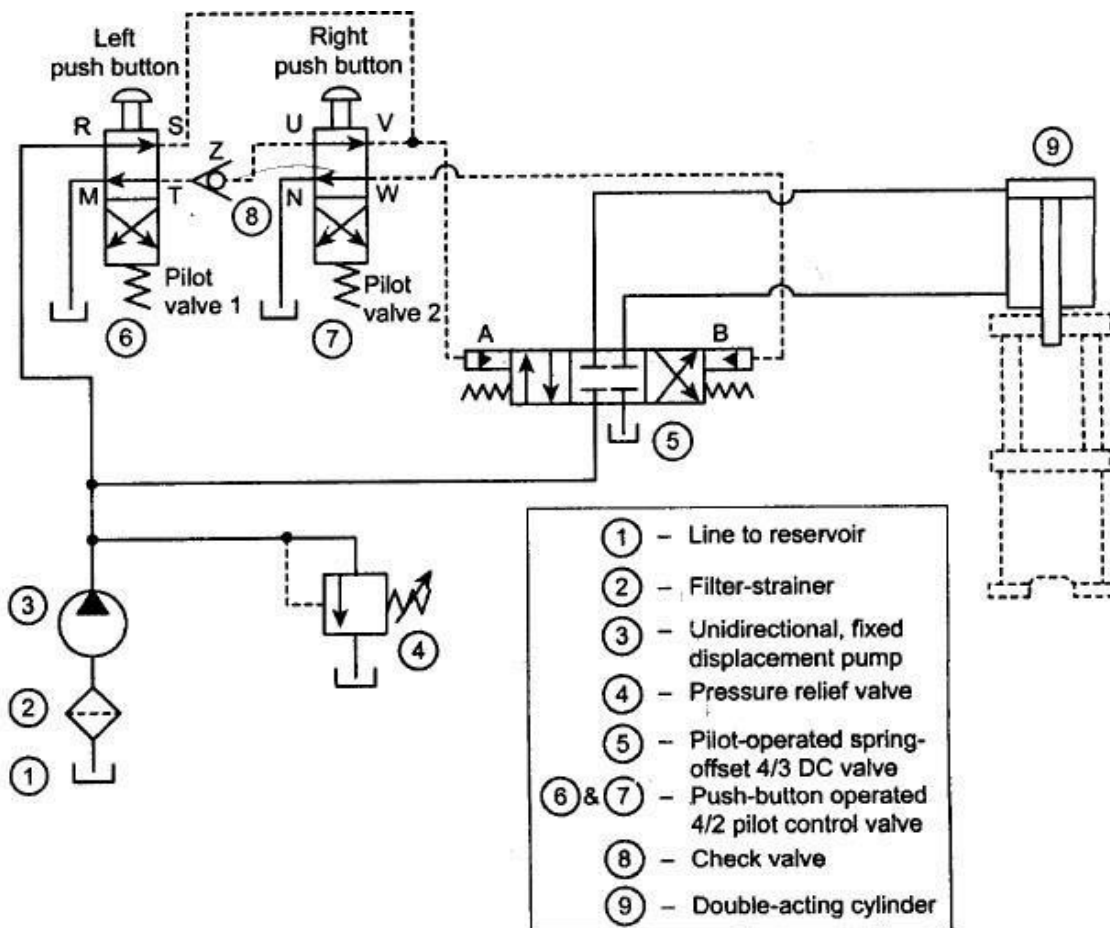 Left
push button
Right
push button
R S
U V
Z
M T
N W
8
9
Pilot
valve 1
Pilot
valve 2
6
7
A B
5
3
4
2
1
1 – Line to reservoir
2 – Filter-strainer
3 – Unidirectional, fixed
displacement pump
4 – Pressure relief valve
5 – Pilot-operated spring-
offset 4/3 DC valve
6 & 7 – Push-button operated
4/2 pilot control valve
8 – Check valve
9 – Double-acting cylinder